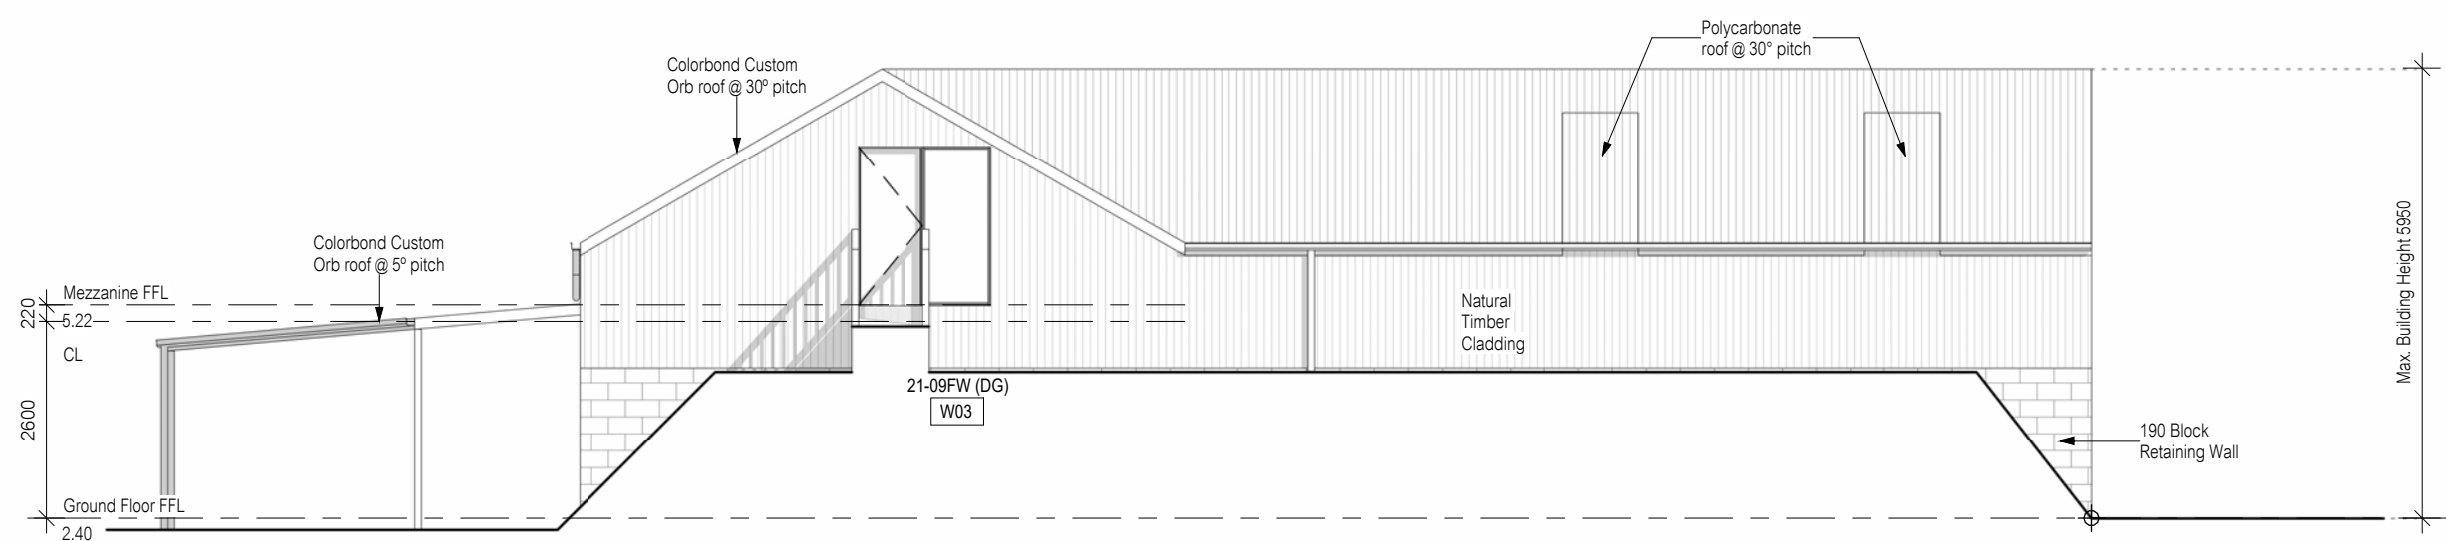 Polycarbonate
roof @ 30° pitch
Colorbond Custom
Orb roof @ 30º pitch
Colorbond Custom
Orb roof @ 5º pitch
Mezzanine FFL
5.22
CL
220
2600
Ground Floor FFL
2.40
21-09FW (DG)
W03
Natural
Timber
Cladding
190 Block
Retaining Wall
Max. Building Height 5950